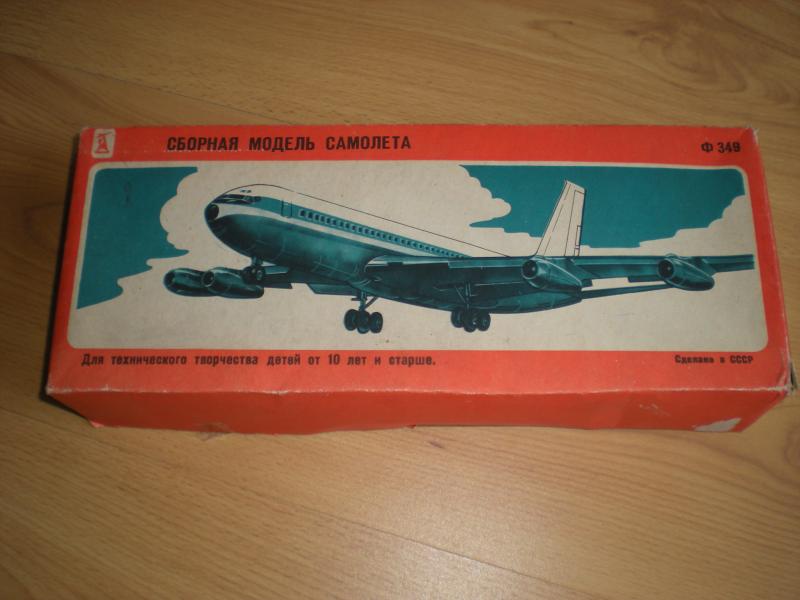 СБОРНАЯ МОДЕЛЬ САМОЛЕТА
Ф 349
Для технического творчества детей от 10 лет и старше.
Сделано в СССР